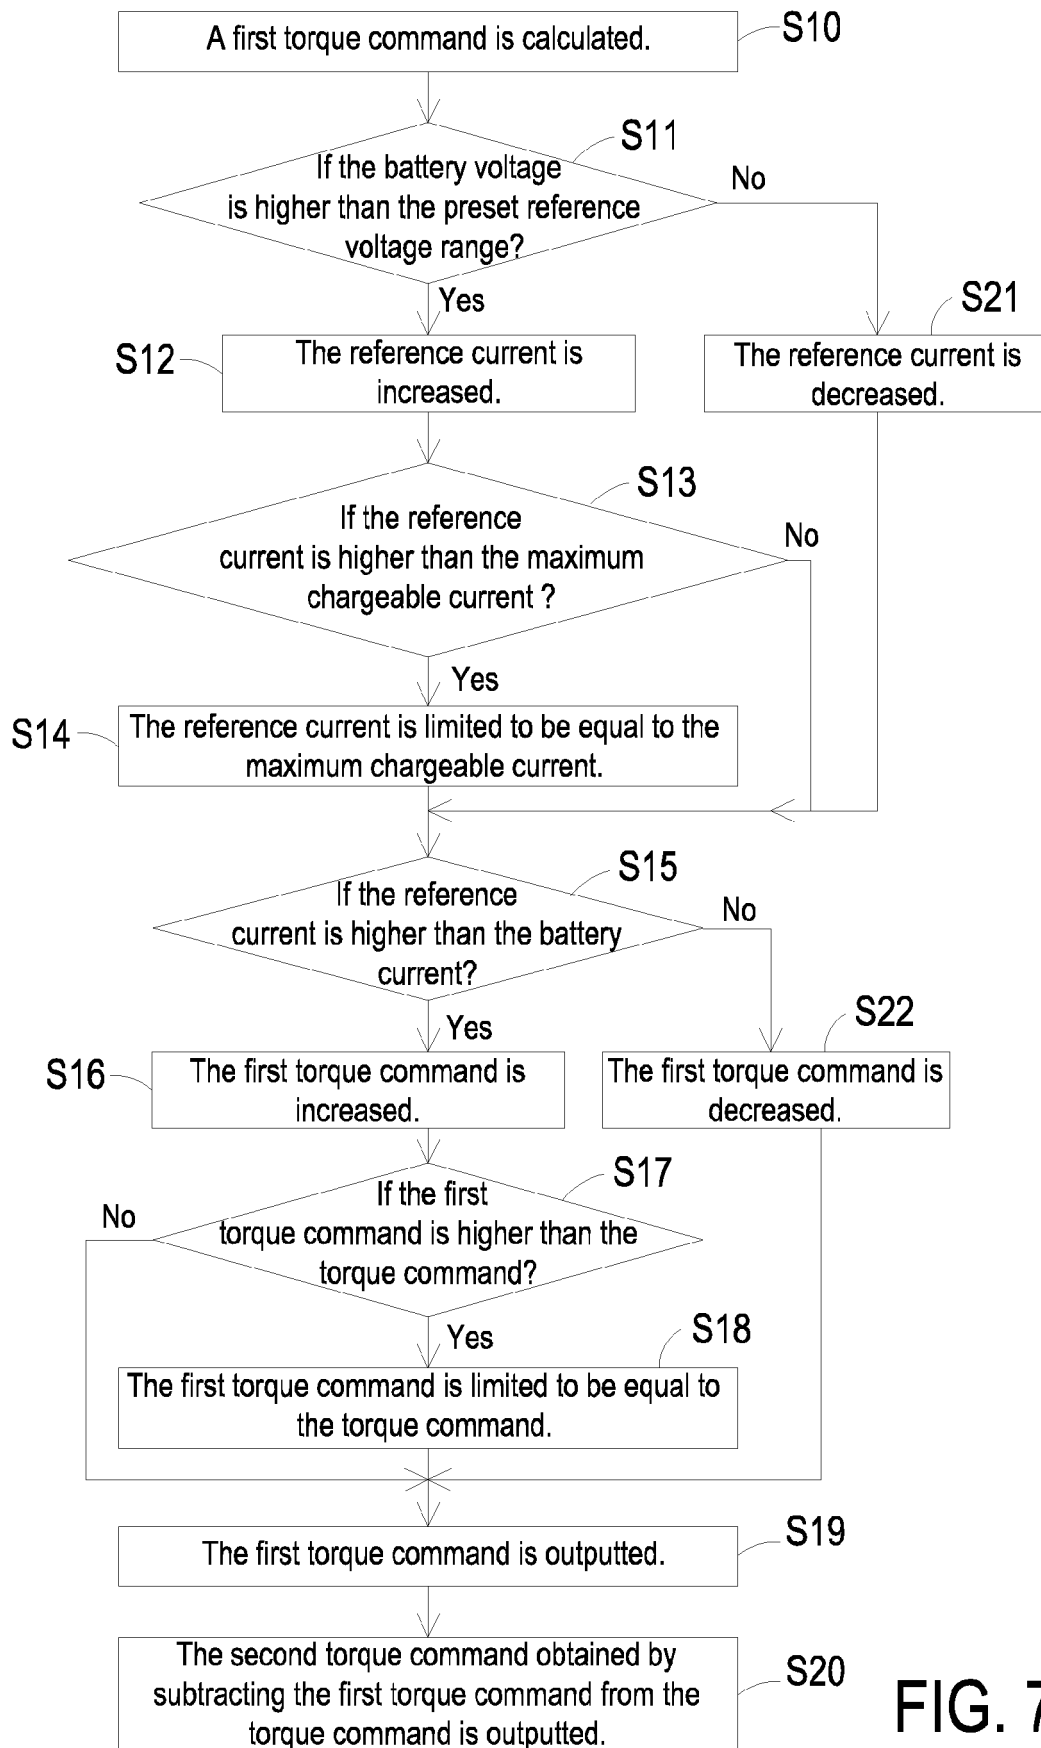 A first torque command is calculated.
S10
S11
If the battery voltage
is higher than the preset reference
voltage range?
No
Yes
S21
S12
The reference current is
increased.
The reference current is
decreased.
S13
If the reference
current is higher than the maximum
chargeable current ?
No
Yes
S14
The reference current is limited to be equal to the
maximum chargeable current.
S15
If the reference
current is higher than the battery
current?
No
Yes
S22
S16
The first torque command is
increased.
The first torque command is
decreased.
S17
If the first
torque command is higher than the
torque command?
No
Yes
S18
The first torque command is limited to be equal to
the torque command.
S19
The first torque command is outputted.
The second torque command obtained by
subtracting the first torque command from the
torque command is outputted.
S20
FIG. 7